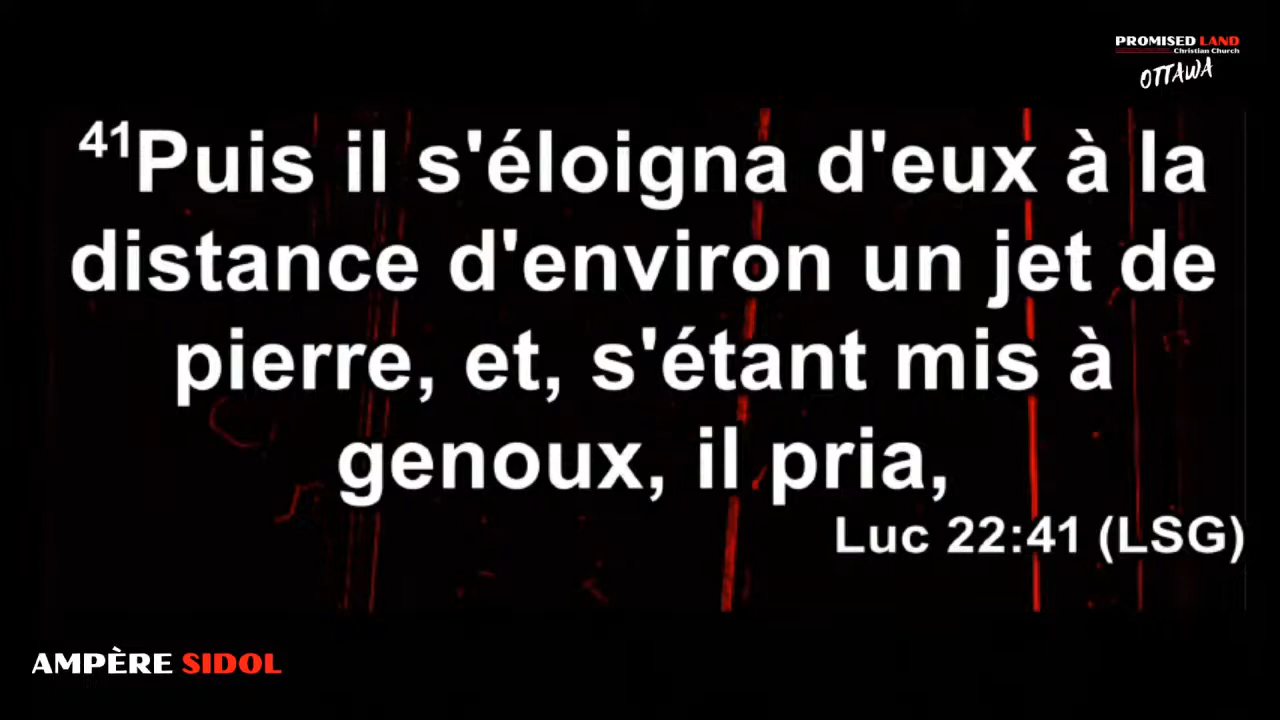 PROMISED LAND
Christian Church
OTTAWA
41Puis il s'éloigna d'eux à la
distance d'environ un jet de
pierre, et, s'étant mis à
genoux, il pria,
Luc 22:41 (LSG)
AMPÈRE SIDOL